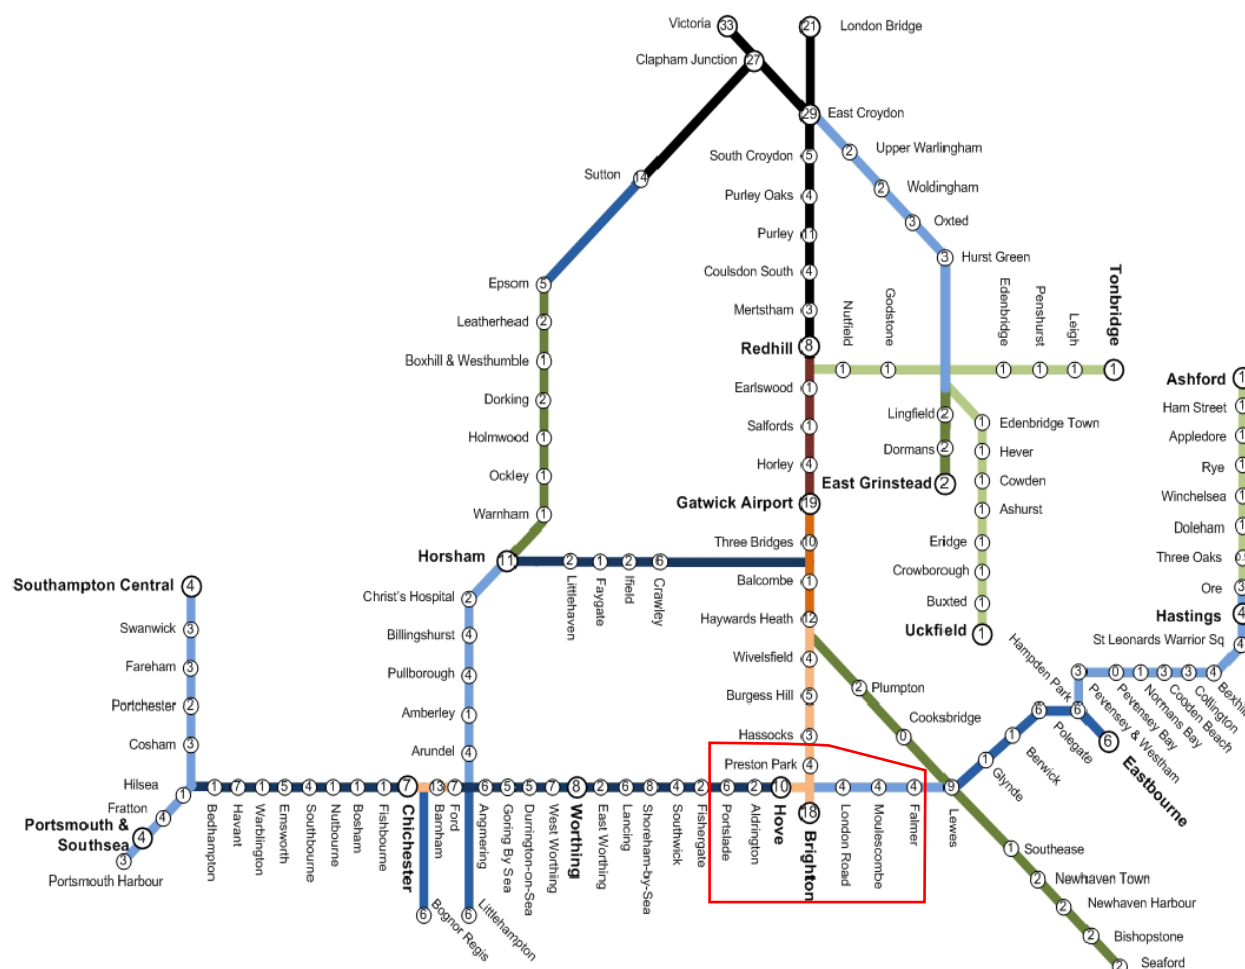 Victoria
33
21
London Bridge
Clapham Junction
27
29
East Croydon
South Croydon
5
2
Upper Warlingham
Sutton
14
Purley Oaks
4
2
Woldingham
3
Oxted
Purley
11
3
Hurst Green
Coulsdon South
4
Epsom
5
Mertstham
3
Nutfield
Godstone
Edenbridge
Penshurst
Leigh
Tonbridge
Leatherhead
2
Redhill
8
1
1
1
1
1
1
Boxhill & Westhumble
1
Earlswood
1
Ashford
1
Dorking
2
Lingfield
2
Ham Street
1
Holmwood
1
Salfords
1
1
Edenbridge Town
Appledore
1
Dormans
2
1
Hever
Ockley
1
Horley
4
Rye
1
East Grinstead
2
1
Cowden
Warnham
1
Gatwick Airport
19
1
Ashurst
Winchelsea
1
Three Bridges
10
1
Eridge
Doleham
1
Horsham
11
2
1
2
6
Littlehaven
Faygate
Ifield
Crawley
Three Oaks
Southampton Central
4
Balcombe
1
Crowborough
1
Ore
3
Christ's Hospital
2
Buxted
1
Hastings
4
Swanwick
3
Haywards Heath
12
Uckfield
1
Billingshurst
4
St Leonards Warrior Sq
4
Fareham
3
Wivelsfield
4
Pullborough
4
3
0
1
3
3
4
Hampden Park
Pevensey & Westham
Pevensey Bay
Normans Bay
Cooden Beach
Collington
Portchester
2
Burgess Hill
5
2
Plumpton
Amberley
1
6
6
Polegate
Cosham
3
Hassocks
3
0
Cooksbridge
1
Berwick
6
Eastbourne
Arundel
4
Preston Park
4
1
Glynde
Hilsea
1
1
7
1
5
4
1
1
1
7
13
7
6
5
5
7
8
2
6
8
4
2
6
2
10
4
4
4
9
Bedhampton
Havant
Warblington
Emsworth
Southbourne
Nutbourne
Bosham
Fishbourne
Chichester
Barnham
Ford
Angmering
Goring By Sea
Durrington-on-Sea
West Worthing
Worthing
East Worthing
Lancing
Shoreham-by-Sea
Southwick
Fishergate
Portslade
Aldrington
Hove
18
Brighton
London Road
Moulescombe
Falmer
Lewes
Fratton
4
Portsmouth &
Southsea
4
3
Portsmouth Harbour
6
Bognor Regis
6
Littlehampton
1
Southease
2
Newhaven Town
2
Newhaven Harbour
2
Bishopstone
2
Seaford